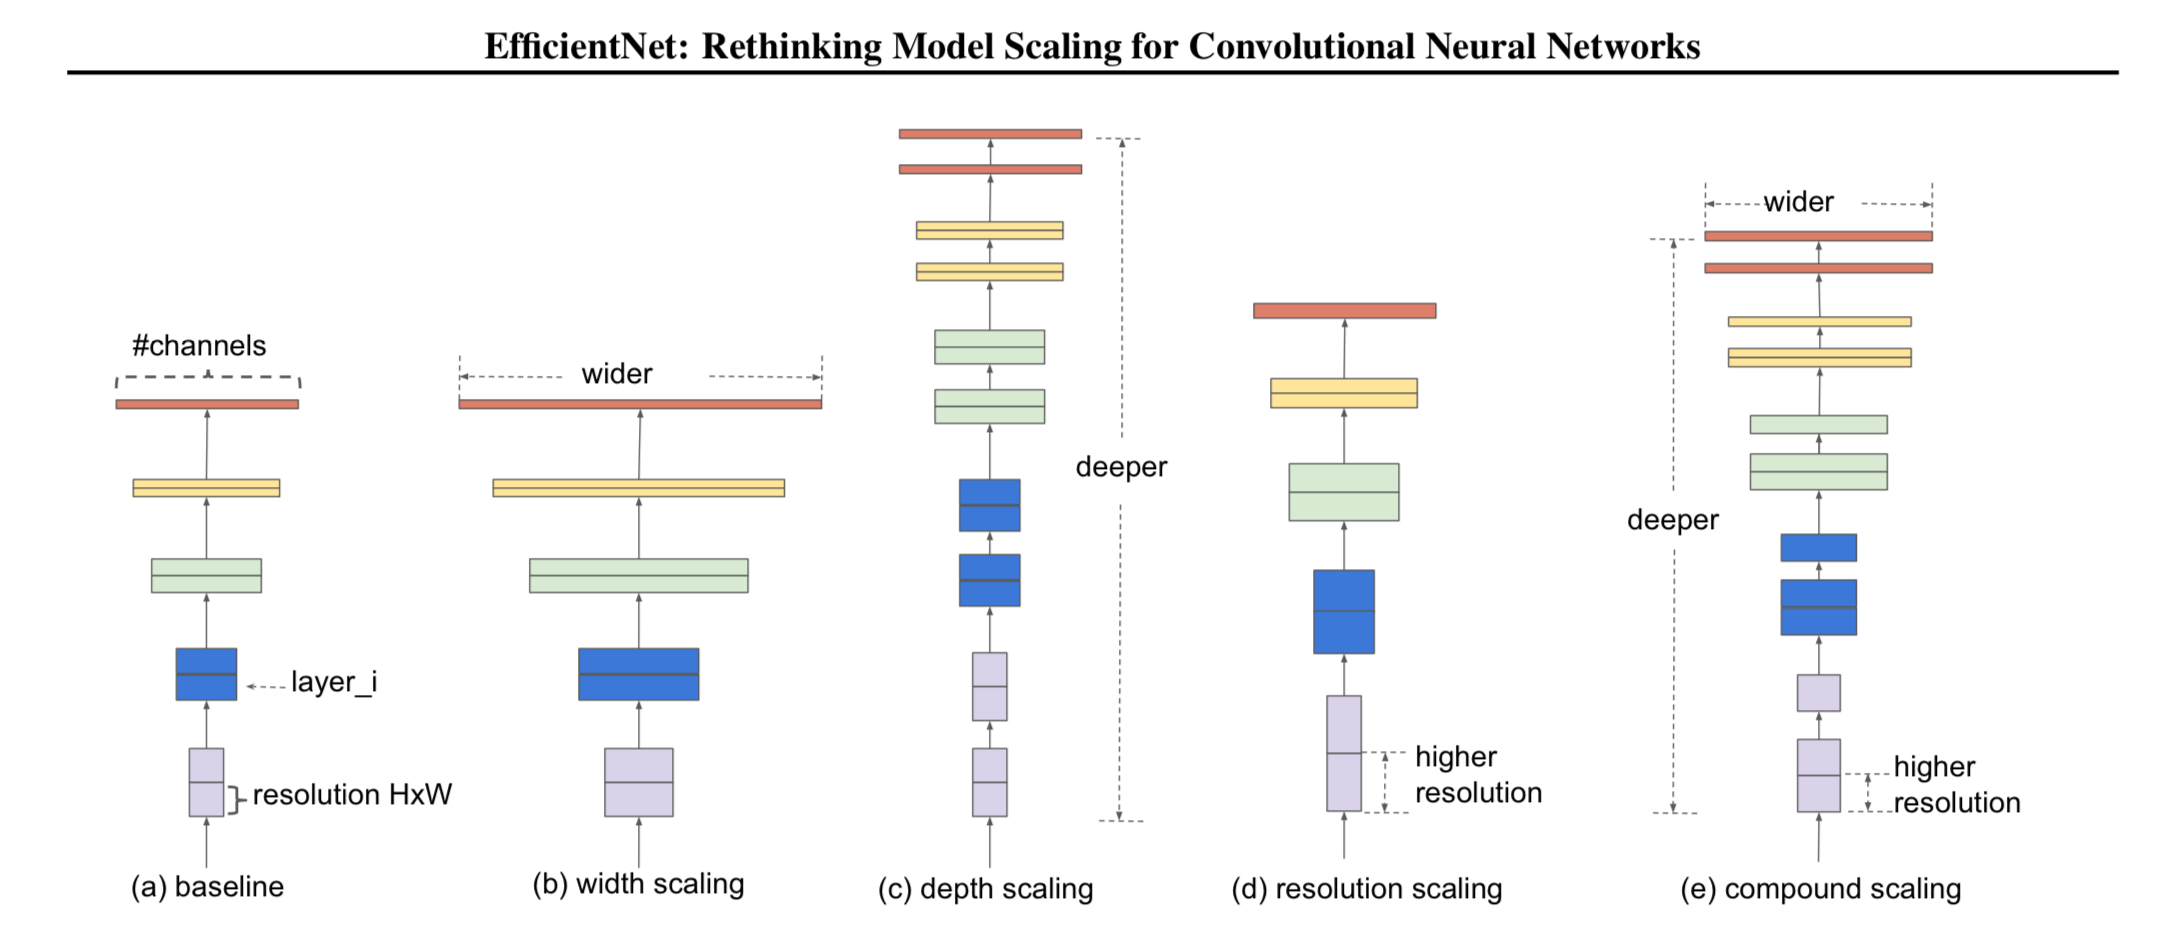 EfficientNet: Rethinking Model Scaling for Convolutional Neural Networks
#channels
layer_i
resolution HxW
(a) baseline
wider
(b) width scaling
deeper
(c) depth scaling
higher
resolution
(d) resolution scaling
wider
deeper
higher
resolution
(e) compound scaling